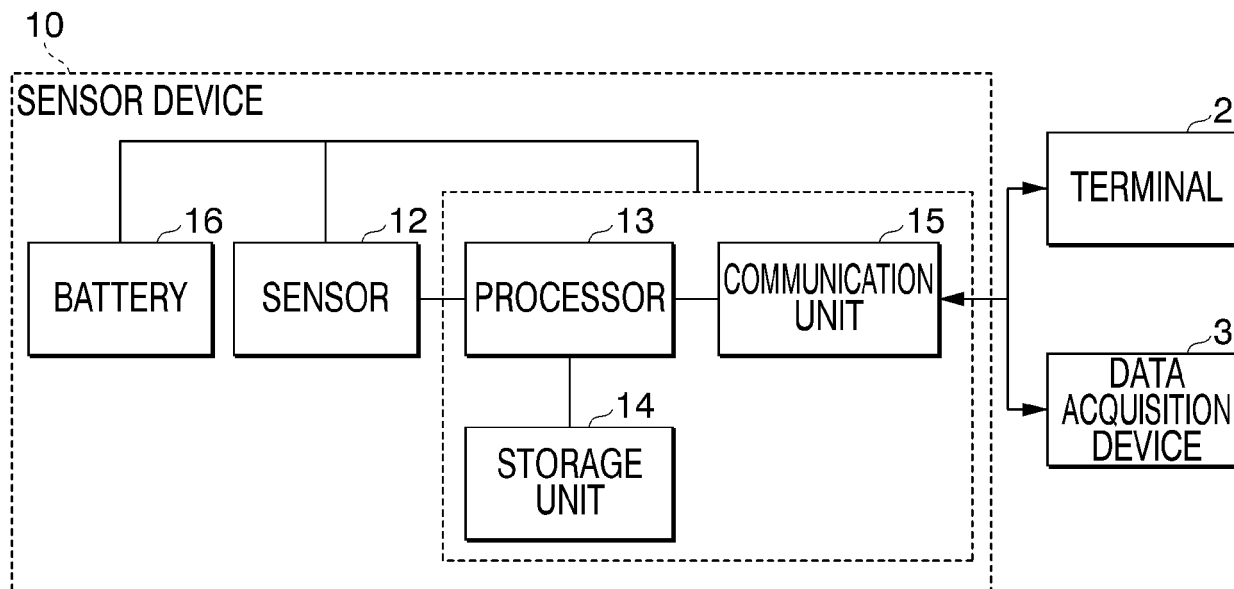 10
SENSOR DEVICE
2
TERMINAL
16
BATTERY
12
SENSOR
13
PROCESSOR
15
COMMUNICATION
UNIT
3
DATA
ACQUISITION
DEVICE
14
STORAGE
UNIT